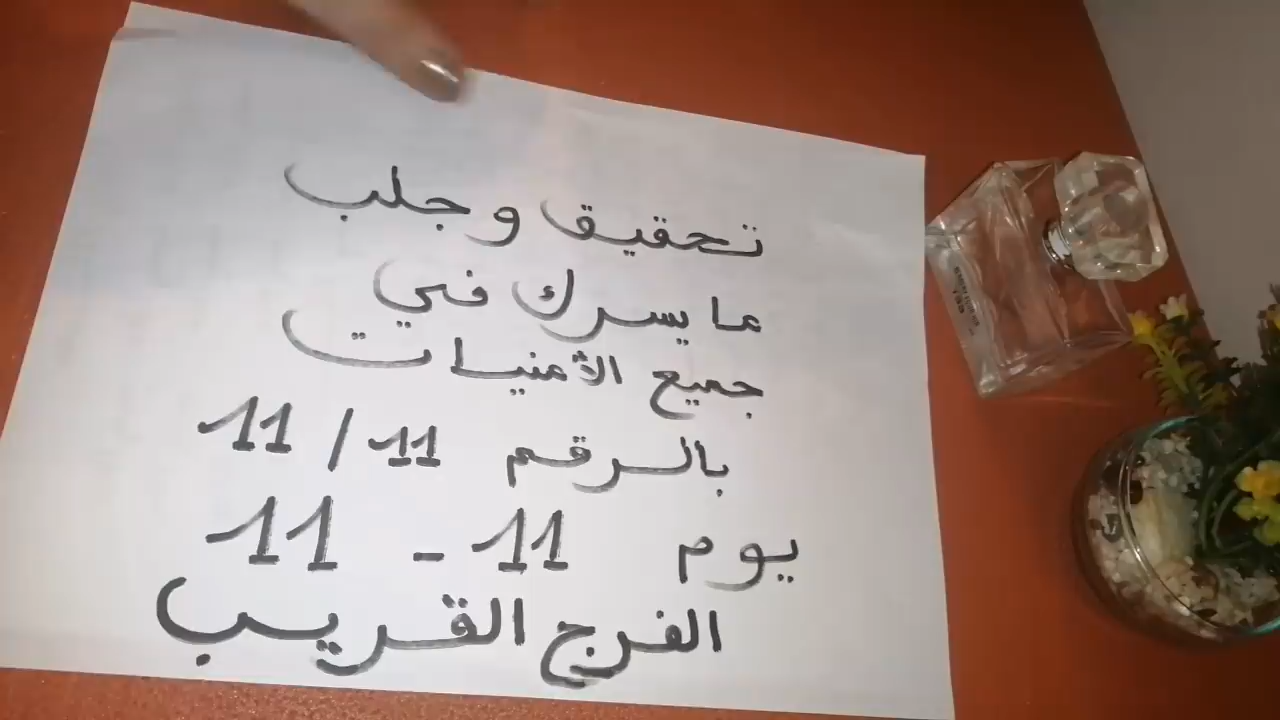 تحقيق وجلب
ما يسرك في
جميع الأمنيات
بالرقم 11/11
يوم 11 - 11
الفرج القريب